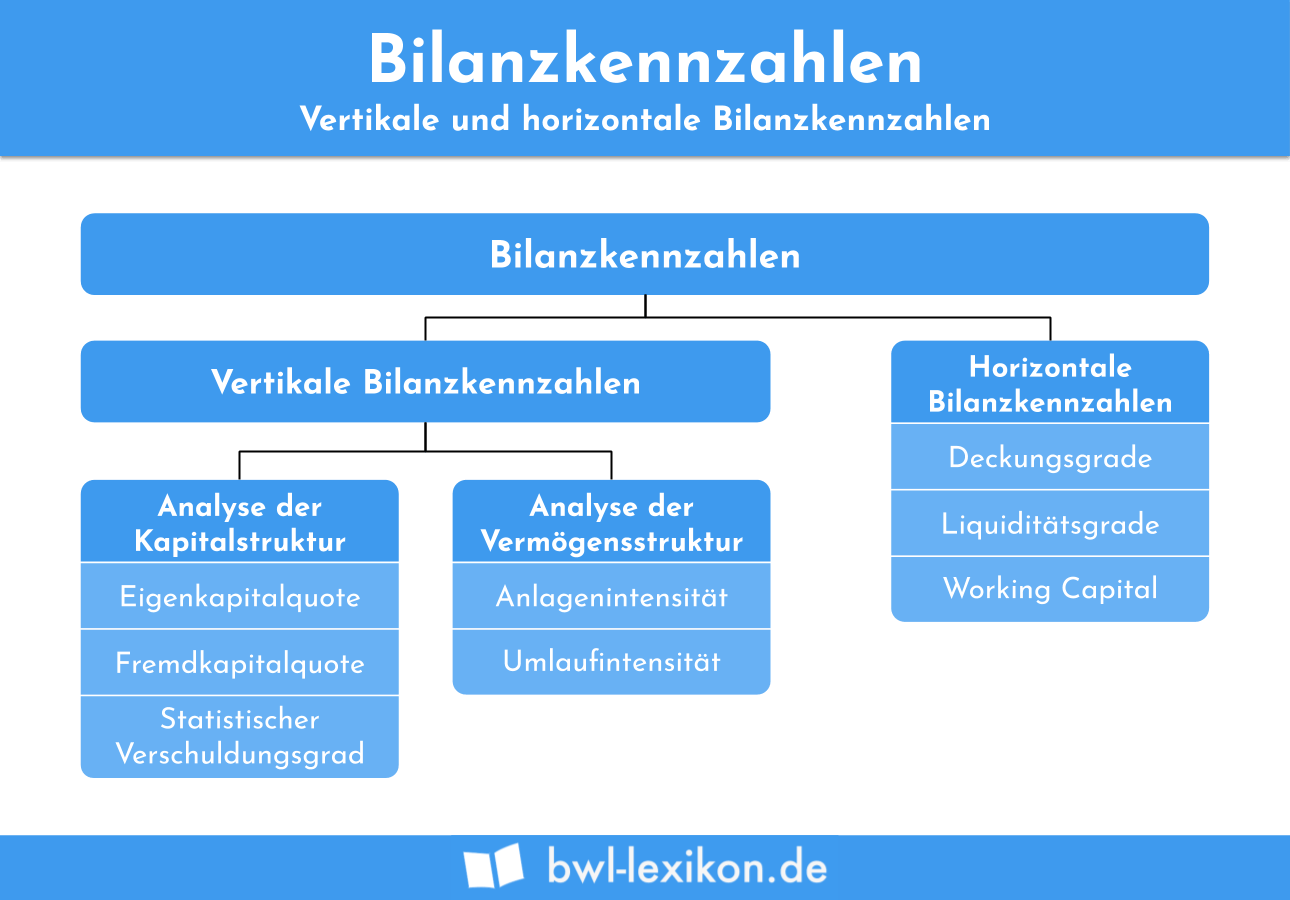 Bilanzkennzahlen
Vertikale und horizontale Bilanzkennzahlen
Bilanzkennzahlen
Vertikale Bilanzkennzahlen
Analyse der
Kapitalstruktur
Eigenkapitalquote
Fremdkapitalquote
Statistischer
Verschuldungsgrad
Analyse der
Vermögensstruktur
Anlagenintensität
Umlaufintensität
Horizontale
Bilanzkennzahlen
Deckungsgrade
Liquiditätsgrade
Working Capital
bwl-lexikon.de